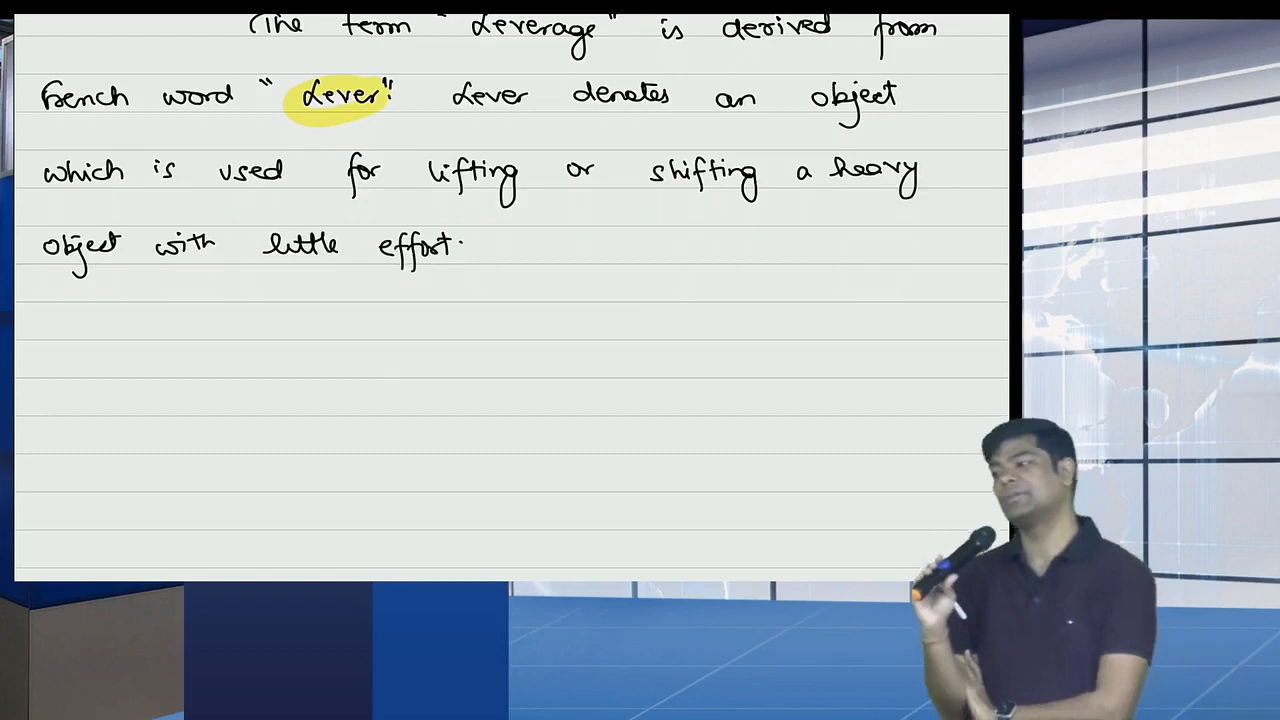 The term "Leverage" is derived from
French word "Lever". Lever denotes an object
which is used for lifting or shifting a heavy
object with little effort.